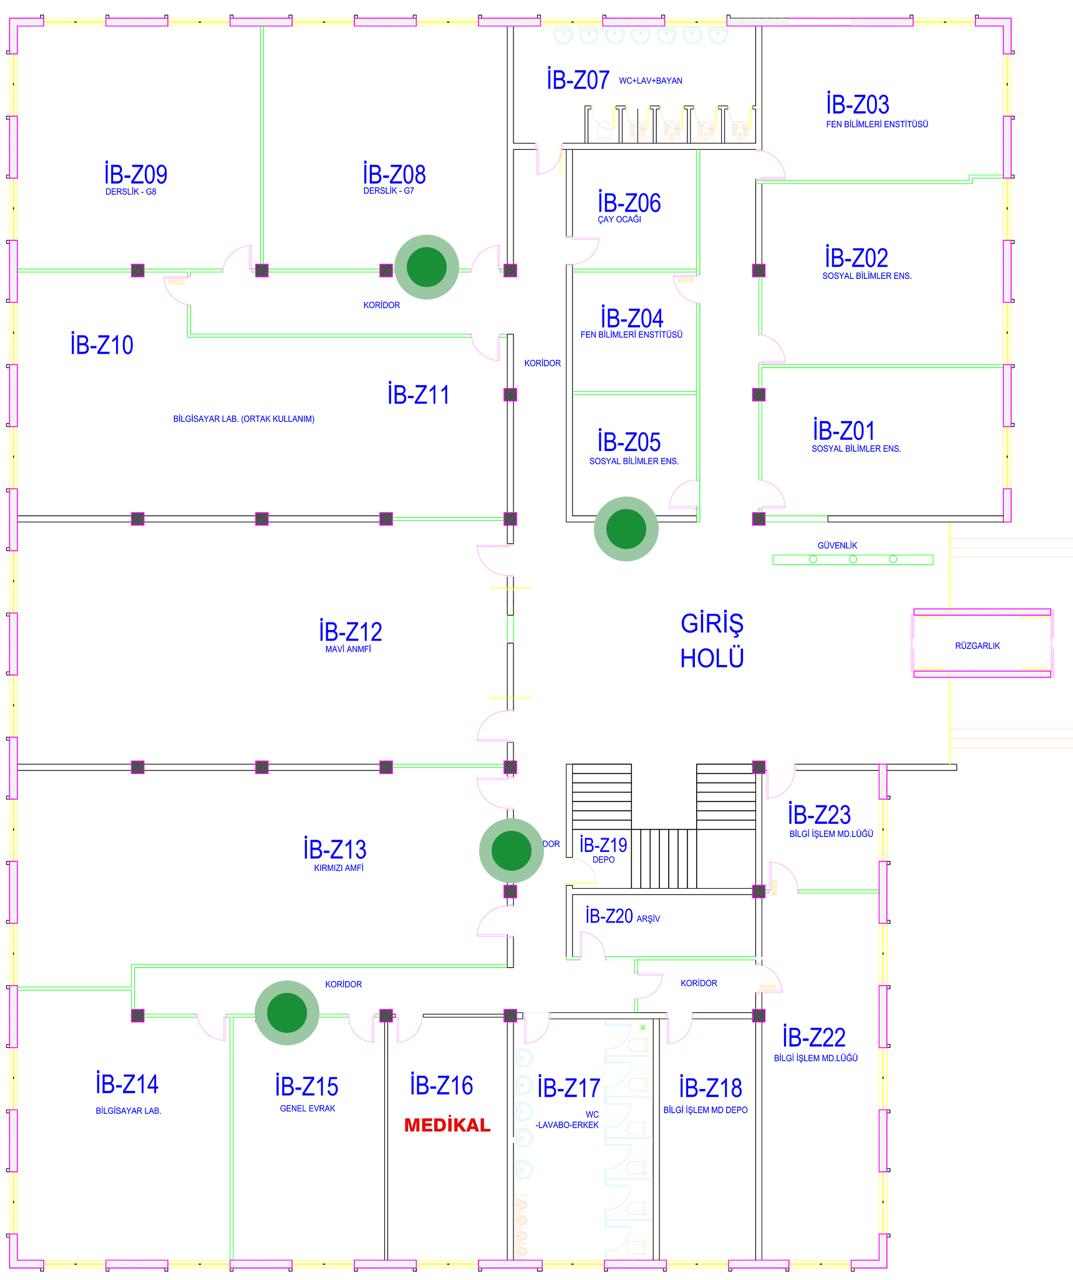 İB-Z07 WC+LAV+BAYAN
İB-Z03
FEN BİLİMLERİ ENSTİTÜSÜ
İB-Z09
DERSLİK - G8
İB-Z08
DERSLİK - G7
İB-Z06
ÇAY OCAĞI
İB-Z02
SOSYAL BİLİMLER ENS.
KORİDOR
İB-Z04
FEN BİLİMLERİ ENSTİTÜSÜ
İB-Z10
KORİDOR
İB-Z11
BİLGİSAYAR LAB. (ORTAK KULLANIM)
İB-Z05
SOSYAL BİLİMLER ENS.
İB-Z01
SOSYAL BİLİMLER ENS.
GÜVENLİK
İB-Z12
MAVİ ANMFİ
GİRİŞ
HOLÜ
RÜZGARLIK
İB-Z23
BİLGİ İŞLEM MD.LÜĞÜ
İB-Z13
KIRMIZI AMFİ
DOR
İB-Z19
DEPO
İB-Z20 ARŞİV
KORİDOR
KORİDOR
İB-Z22
BİLGİ İŞLEM MD.LÜĞÜ
İB-Z14
BİLGİSAYAR LAB.
İB-Z15
GENEL EVRAK
İB-Z16
MEDİKAL
İB-Z17
WC
-LAVABO-ERKEK
İB-Z18
BİLGİ İŞLEM MD DEPO